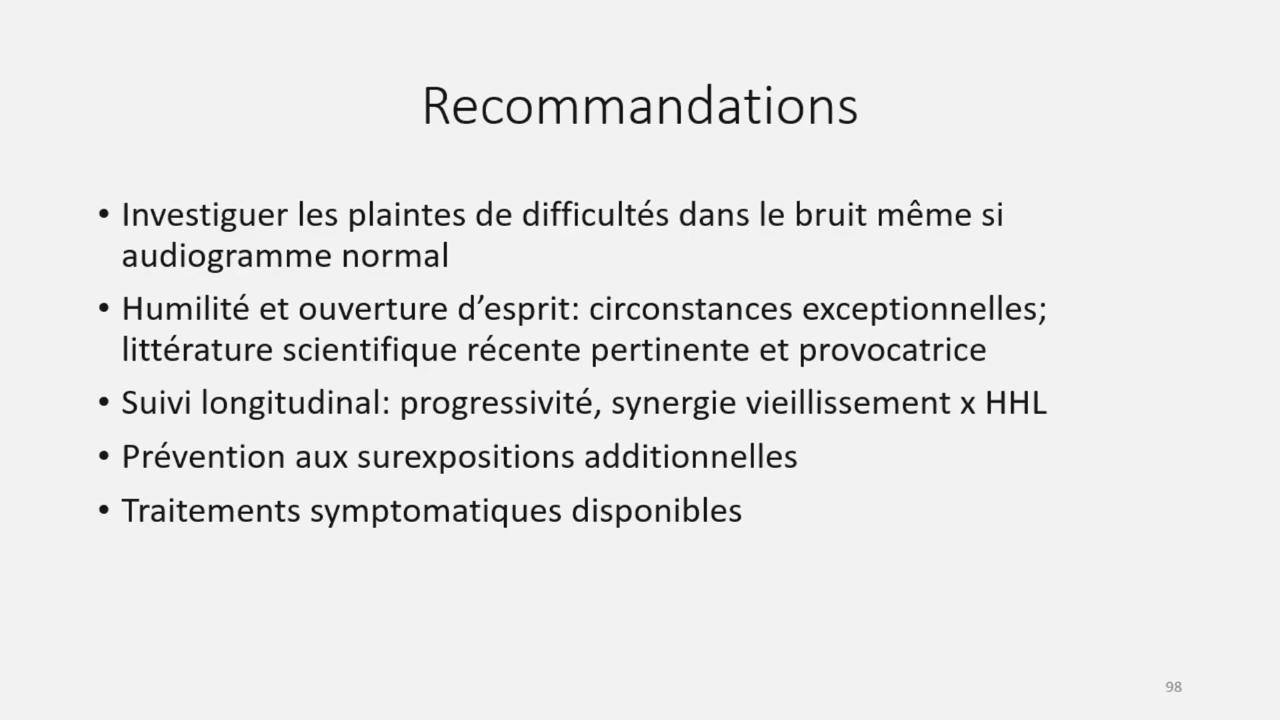 Recommandations
• Investiguer les plaintes de difficultés dans le bruit même si
audiogramme normal
• Humilité et ouverture d’esprit: circonstances exceptionnelles;
littérature scientifique récente pertinente et provocatrice
• Suivi longitudinal: progressivité, synergie vieillissement x HHL
• Prévention aux surexpositions additionnelles
• Traitements symptomatiques disponibles
98